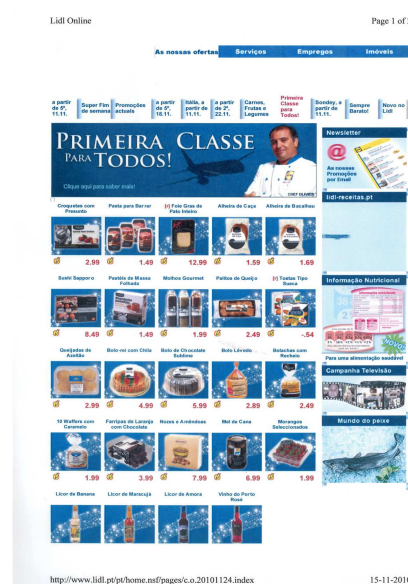 Lidl Online
Page 1 of
As nossas ofertas Serviços Empregos Imóveis
a partir de 5ª, 11.11.
Super Fim de semana
Promoções actuais
a partir de 5ª, 18.11.
Itália, a partir de 11.11.
a partir de 2ª, 22.11.
Carnes, Frutas e Legumes
Primeira Classe para Todos!
Sondey, a partir de 11.11.
Sempre Barato!
Novo no Lidl
PRIMEIRA CLASSE
PARA TODOS!
Clique aqui para saber mais!
CHEF OLIVIER
Newsletter
@
As nossas
Promoções
por Email
lidl-receitas.pt
Informação Nutricional
NOVO
Para uma alimentação saudável
Campanha Televisão
Mundo do peixe
Croquetes com Presunto
Pasta para Barrar
(r) Foie Gras de Pato Inteiro
Alheira de Caça
Alheira de Bacalhau
2.99 1.49 12.99 1.59 1.69
Sushi Sapporo
Pastéis de Massa Folhada
Molhos Gourmet
Palitos de Queijo
(r) Tostas Tipo Sueca
8.49 1.49 1.99 2.49 -.54
Queijadas de Azeitão
Bolo-rei com Chila
Bolo de Chocolate Sublime
Bolo Lêvedo
Bolachas com Recheio
2.99 4.99 5.99 2.89 2.49
10 Waffers com Caramelo
Farripas de Laranja com Chocolate
Nozes e Amêndoas
Mel de Cana
Morangos Seleccionados
1.99 3.99 7.99 6.99 1.99
Licor de Banana
Licor de Maracujá
Licor de Amora
Vinho do Porto Rosé
http://www.lidl.pt/pt/home.nsf/pages/c.o.20101124.index
15-11-2010